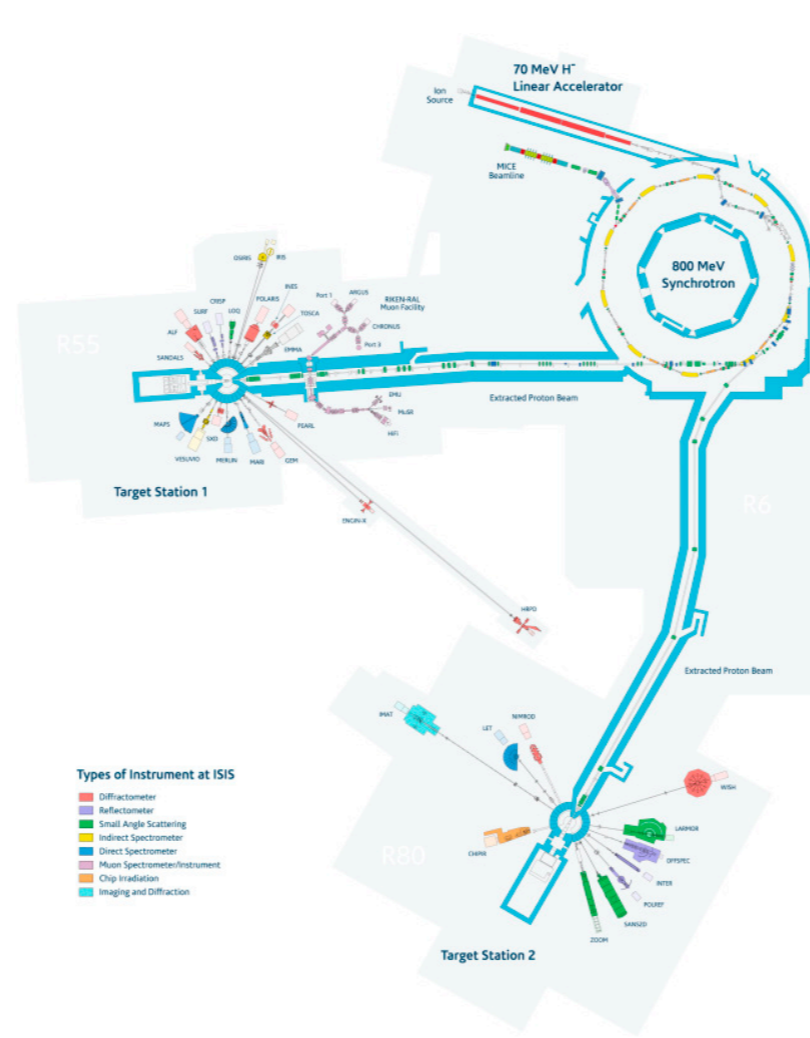 70 MeV H⁻
Linear Accelerator
Ion
Source
MICE
Beamline
800 MeV
Synchrotron
OSIRIS
IRIS
INES
POLARIS
TOSCA
CRISP
LOQ
SURF
ALF
SANDALS
EMMA
Port 1
ARGUS
RIKEN-RAL
Muon Facility
CHRONUS
Port 3
R55
Extracted Proton Beam
EMU
MuSR
HiFi
PEARL
MAPS
VESUVIO
SXD
MERLIN
MARI
GEM
Target Station 1
ENGIN-X
R6
HRPD
Extracted Proton Beam
IMAT
LET
NIMROD
WISH
LARMOR
OFFSPEC
INTER
POLREF
SANS2D
ZOOM
CHIPIR
R80
Target Station 2
Types of Instrument at ISIS
Diffractometer
Reflectometer
Small Angle Scattering
Indirect Spectrometer
Direct Spectrometer
Muon Spectrometer/Instrument
Chip Irradiation
Imaging and Diffraction